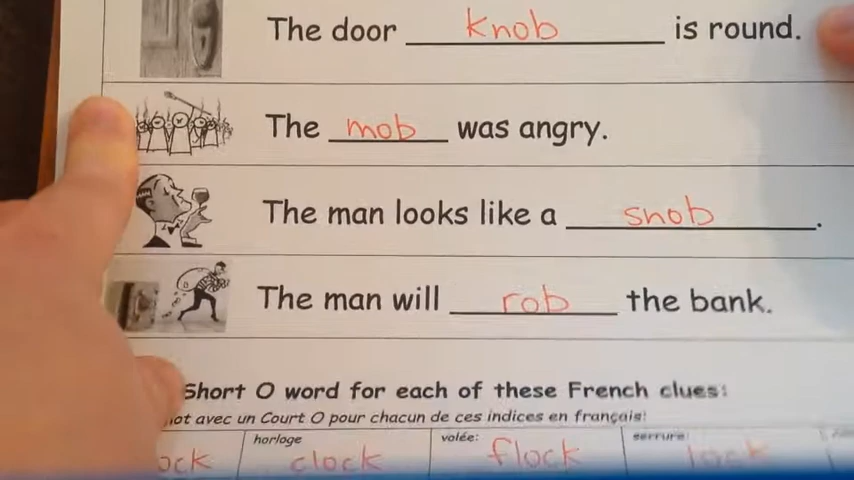 The door knob is round.
The mob was angry.
The man looks like a snob.
The man will rob the bank.
Short O word for each of these French clues:
avec un Court O pour chacun de ces indices en français:
horloge volée: serrure:
clock flock lock